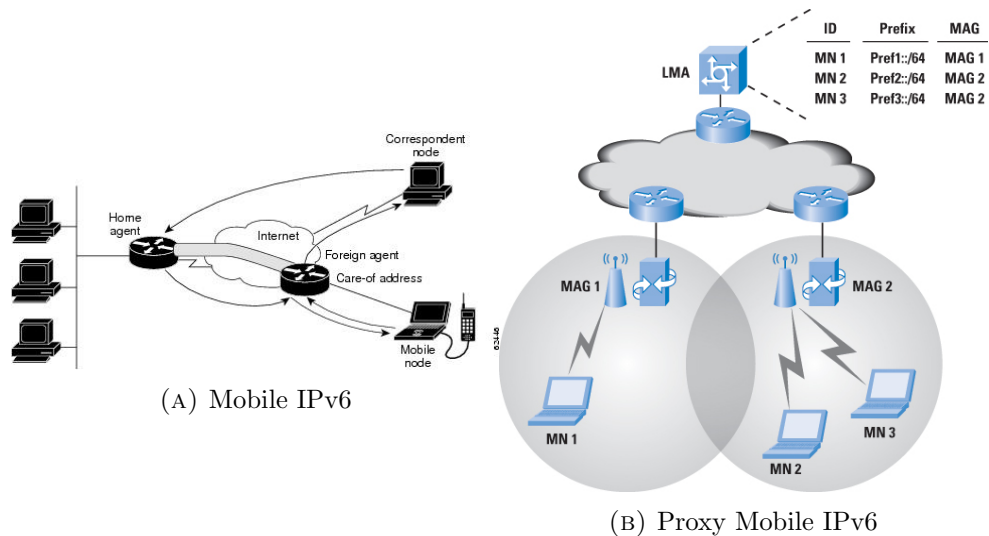 Correspondent
node
Home
agent
Internet
Foreign agent
Care-of address
Mobile
node
(A) Mobile IPv6
ID Prefix MAG
MN 1 Pref1::/64 MAG 1
MN 2 Pref2::/64 MAG 2
MN 3 Pref3::/64 MAG 2
LMA
MAG 1
MAG 2
MN 1
MN 3
MN 2
(B) Proxy Mobile IPv6